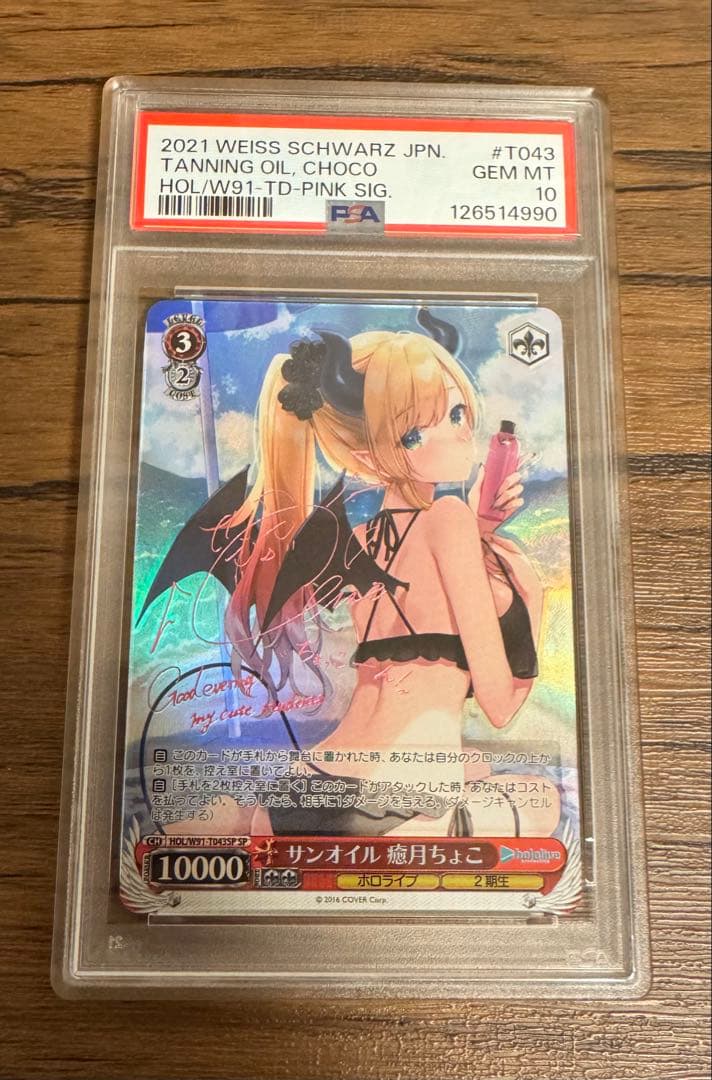 2021 WEISS SCHWARZ JPN. #T043
TANNING OIL, CHOCO GEM MT
HOL/W91-TD-PINK SIG. 10
PSA 126514990
LEVEL
3
2
COST
Good evening
my cute students
このカードが手札から舞台に置かれた時、あなたは自分のクロックの上か
ら1枚を、控え室に置いてよい。
［手札を2枚控え室に置く］このカードがアタックした時、あなたはコスト
を払ってよい。そうしたら、相手に1ダメージを与える。（ダメージキャンセル
は発生する）
CH HOL/W91-T043SP SP
10000 サンオイル 癒月ちょこ hololive
ホロライブ 2期生
© 2016 COVER Corp.